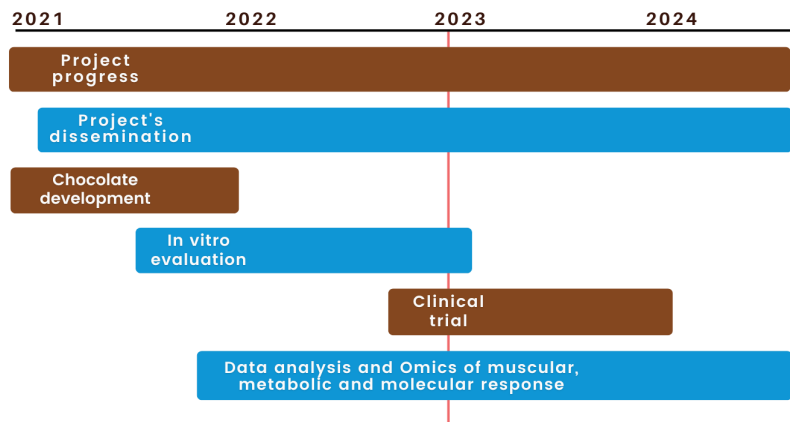 2021 2022 2023 2024
Project
progress
Project's
dissemination
Chocolate
development
In vitro
evaluation
Clinical
trial
Data analysis and Omics of muscular,
metabolic and molecular response